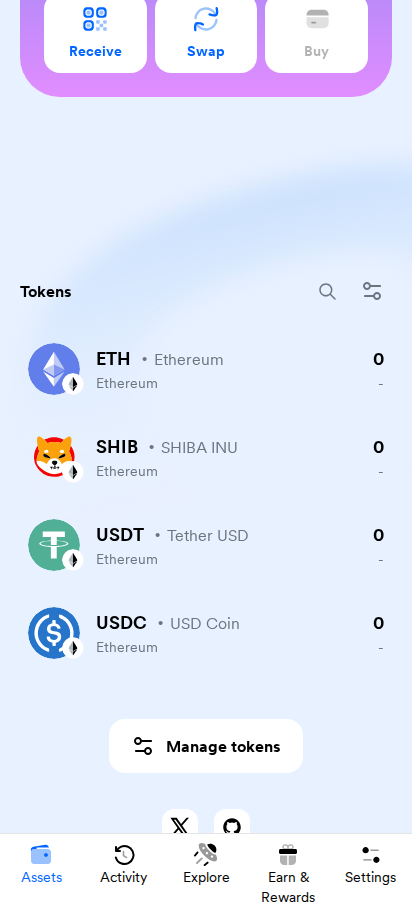 Receive
Swap
Buy
Tokens
ETH • Ethereum
0
Ethereum
-
SHIB • SHIBA INU
0
Ethereum
-
USDT • Tether USD
0
Ethereum
-
USDC • USD Coin
0
Ethereum
-
Manage tokens
Assets
Activity
Explore
Earn &
Rewards
Settings